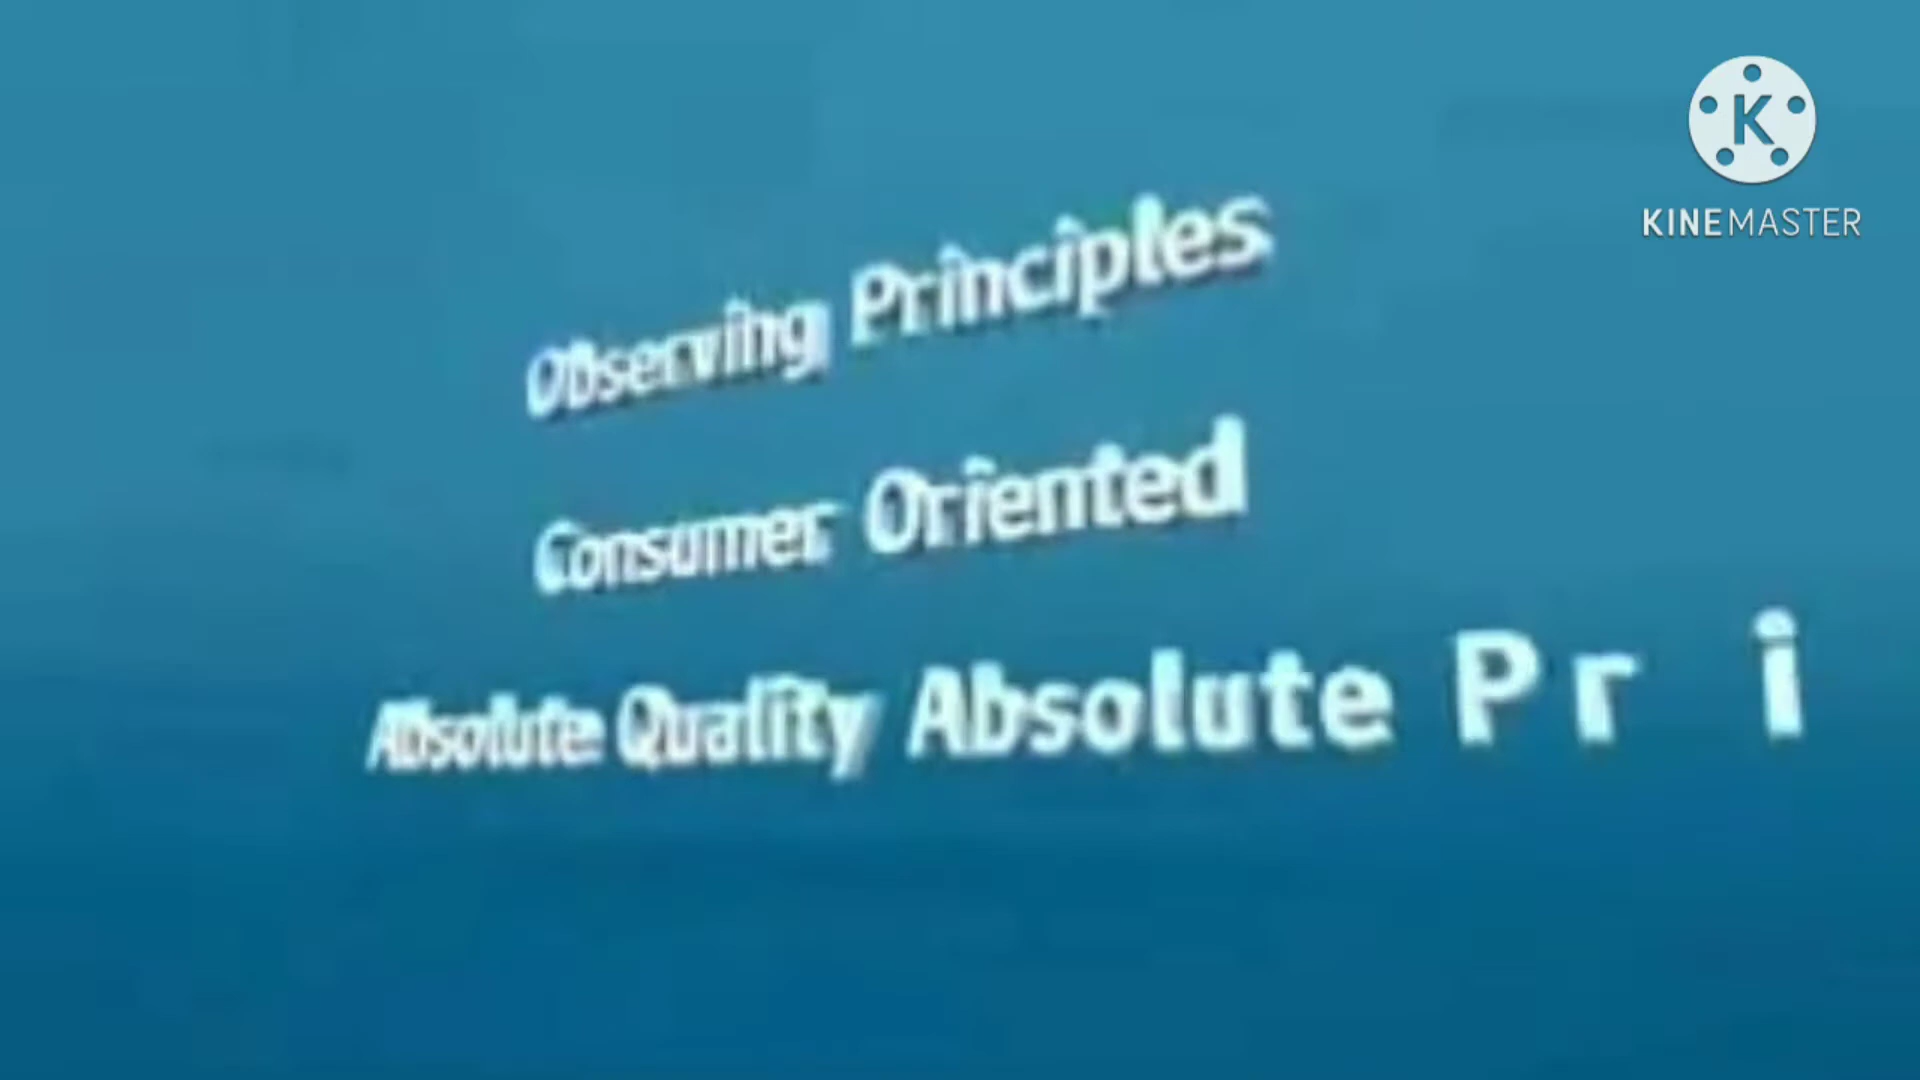 Observing Principles
Consumer Oriented
Absolute Quality Absolute Pr i
K
KINEMASTER